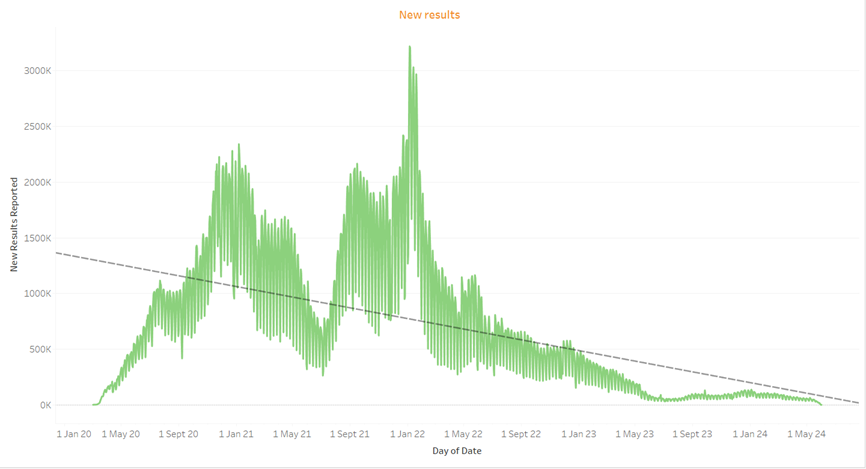 New results
3000K
2500K
2000K
1500K
1000K
500K
0K
New Results Reported
1 Jan 20 1 May 20 1 Sept 20 1 Jan 21 1 May 21 1 Sept 21 1 Jan 22 1 May 22 1 Sept 22 1 Jan 23 1 May 23 1 Sept 23 1 Jan 24 1 May 24
Day of Date